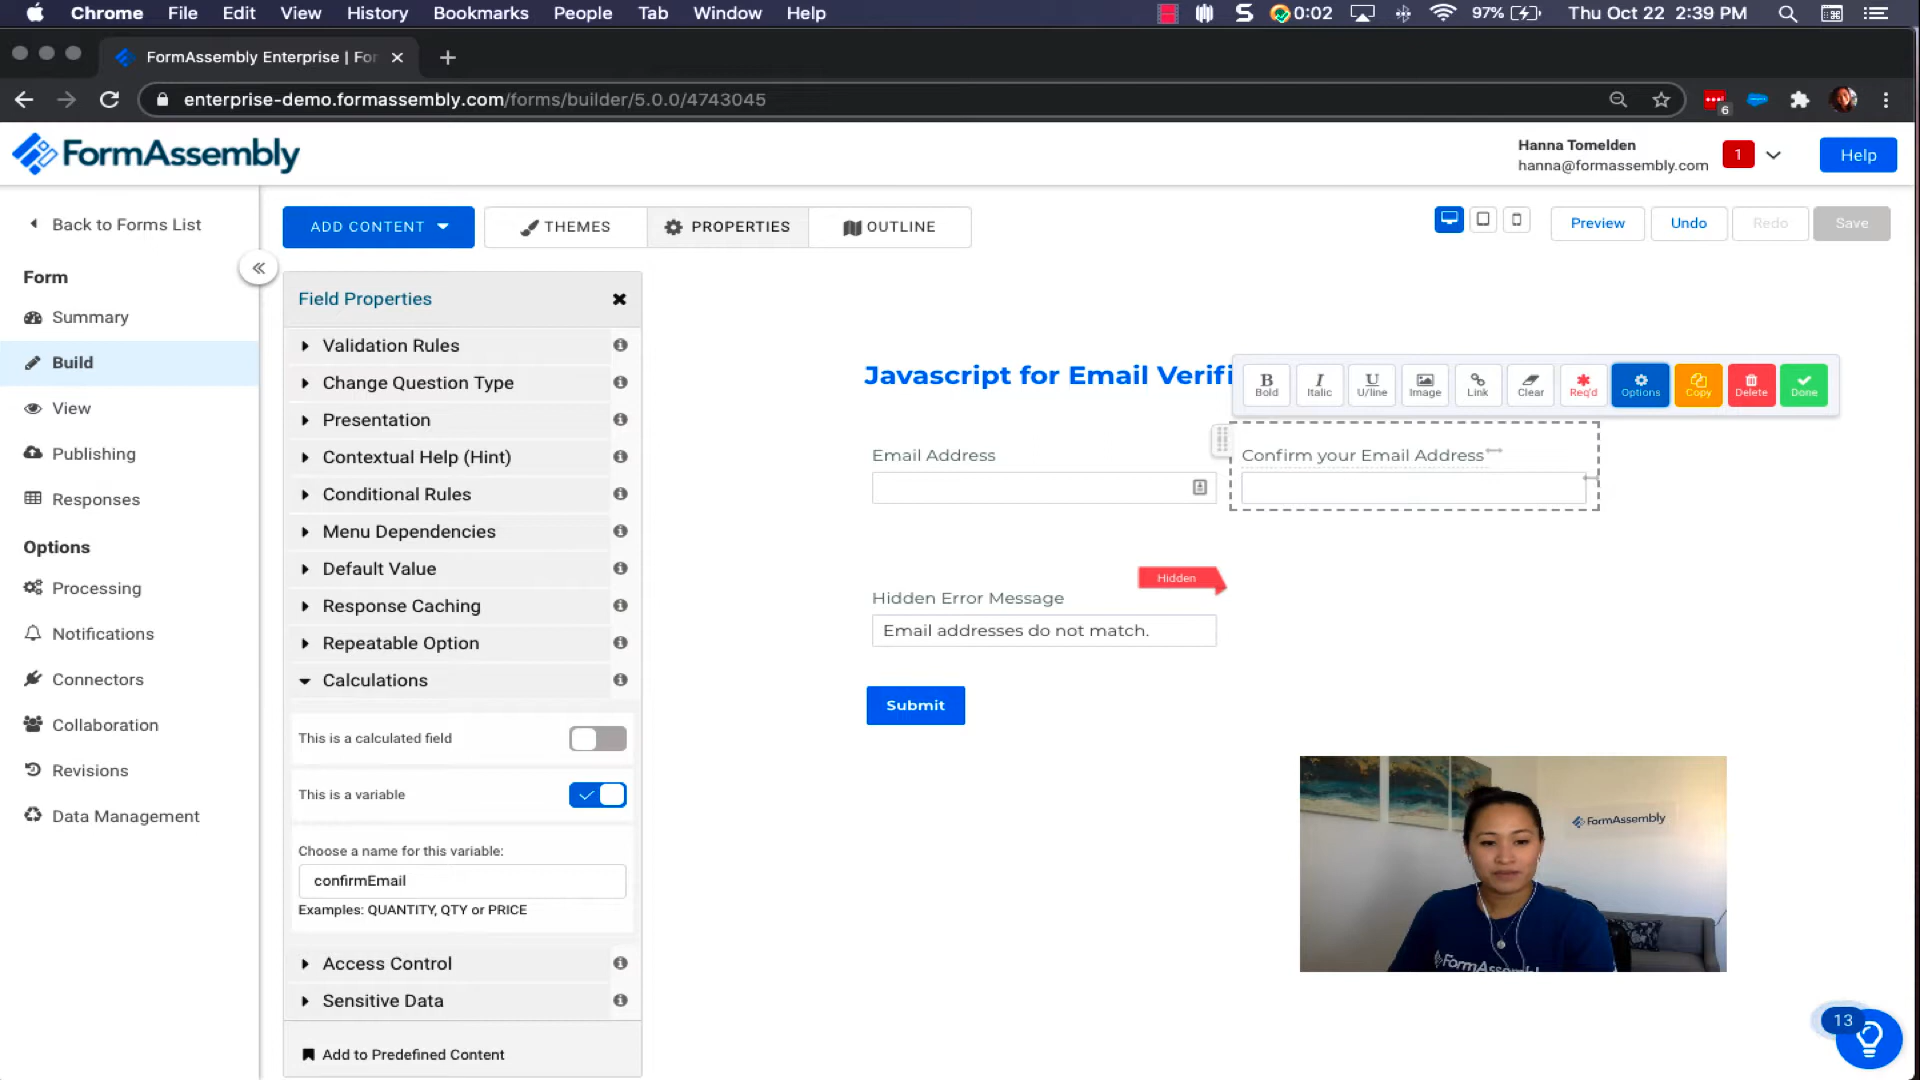 Chrome File Edit View History Bookmarks People Tab Window Help
0:02 97% Thu Oct 22 2:39 PM
FormAssembly Enterprise | For
enterprise-demo.formassembly.com/forms/builder/5.0.0/4743045
6
FormAssembly
Hanna Tomelden
hanna@formassembly.com
1
Help
Back to Forms List
ADD CONTENT
THEMES
PROPERTIES
OUTLINE
Preview
Undo
Redo
Save
Form
Summary
Build
View
Publishing
Responses
Options
Processing
Notifications
Connectors
Collaboration
Revisions
Data Management
Field Properties
Validation Rules
Change Question Type
Presentation
Contextual Help (Hint)
Conditional Rules
Menu Dependencies
Default Value
Response Caching
Repeatable Option
Calculations
This is a calculated field
This is a variable
Choose a name for this variable:
confirmEmail
Examples: QUANTITY, QTY or PRICE
Access Control
Sensitive Data
Add to Predefined Content
Javascript for Email Verifi
B Bold
I Italic
U U/line
Image
Link
Clear
Req'd
Options
Copy
Delete
Done
Email Address
Confirm your Email Address
Hidden
Hidden Error Message
Email addresses do not match.
Submit
FormAssembly
13